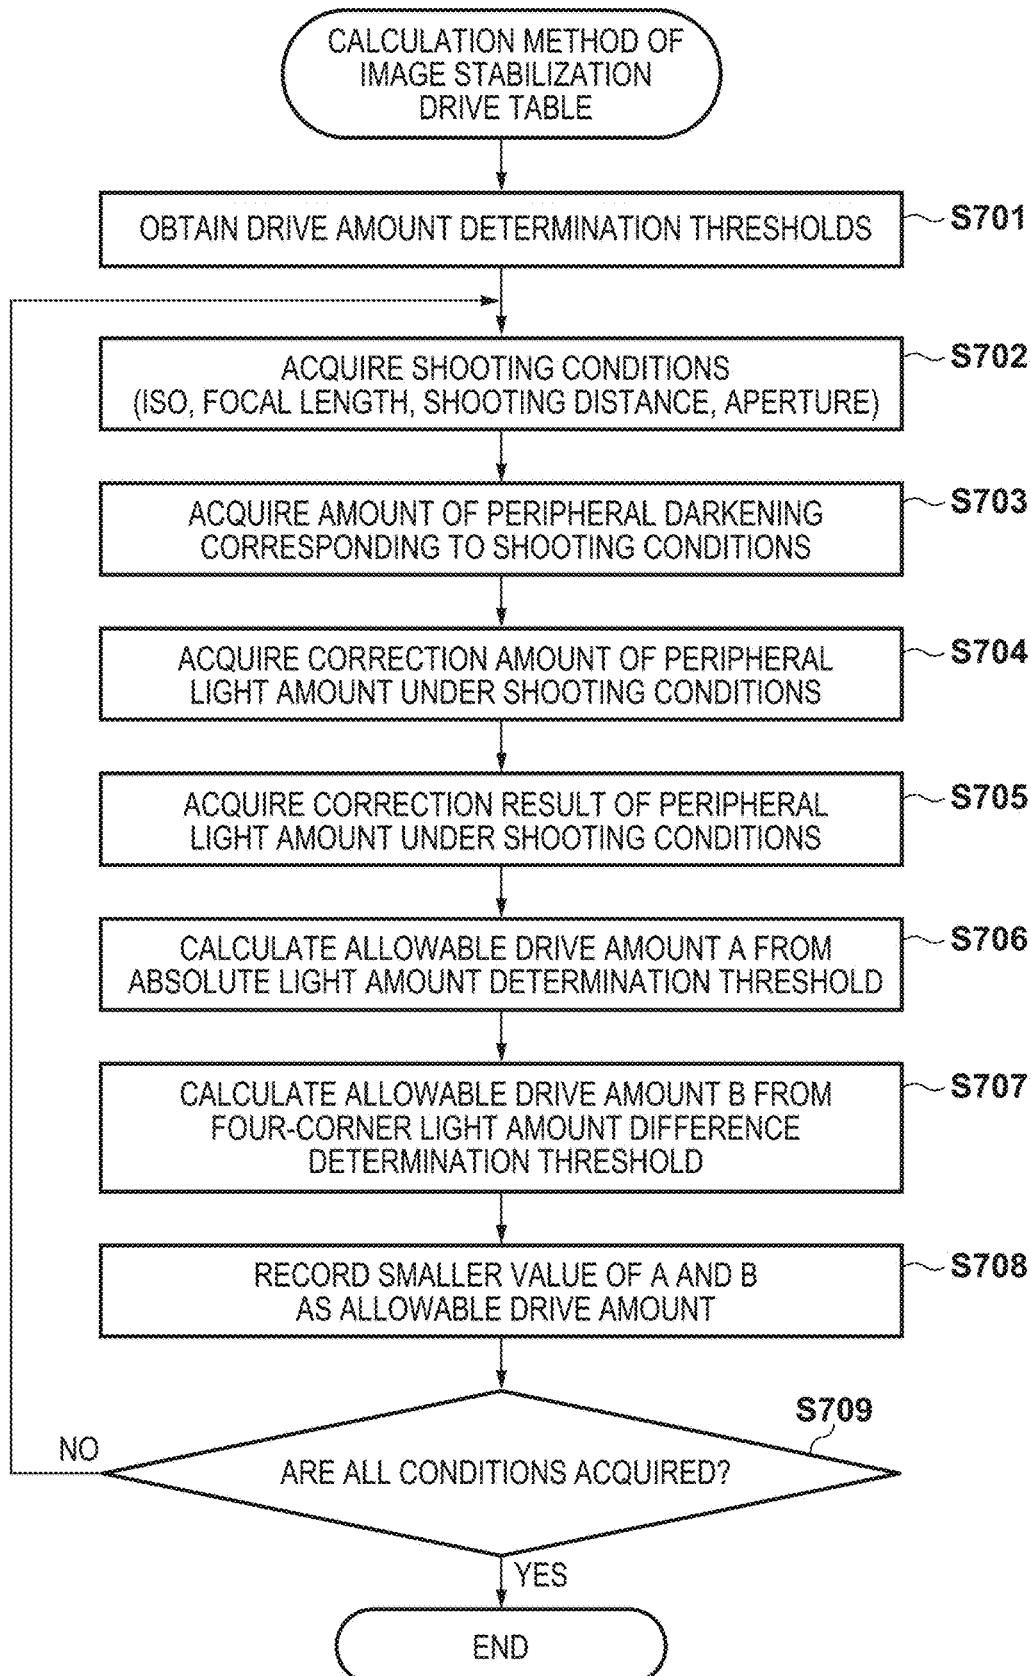 CALCULATION METHOD OF
IMAGE STABILIZATION
DRIVE TABLE
OBTAIN DRIVE AMOUNT DETERMINATION THRESHOLDS
S701
ACQUIRE SHOOTING CONDITIONS
(ISO, FOCAL LENGTH, SHOOTING DISTANCE, APERTURE)
S702
ACQUIRE AMOUNT OF PERIPHERAL DARKENING
CORRESPONDING TO SHOOTING CONDITIONS
S703
ACQUIRE CORRECTION AMOUNT OF PERIPHERAL
LIGHT AMOUNT UNDER SHOOTING CONDITIONS
S704
ACQUIRE CORRECTION RESULT OF PERIPHERAL
LIGHT AMOUNT UNDER SHOOTING CONDITIONS
S705
CALCULATE ALLOWABLE DRIVE AMOUNT A FROM
ABSOLUTE LIGHT AMOUNT DETERMINATION THRESHOLD
S706
CALCULATE ALLOWABLE DRIVE AMOUNT B FROM
FOUR-CORNER LIGHT AMOUNT DIFFERENCE
DETERMINATION THRESHOLD
S707
RECORD SMALLER VALUE OF A AND B
AS ALLOWABLE DRIVE AMOUNT
S708
S709
NO
ARE ALL CONDITIONS ACQUIRED?
YES
END